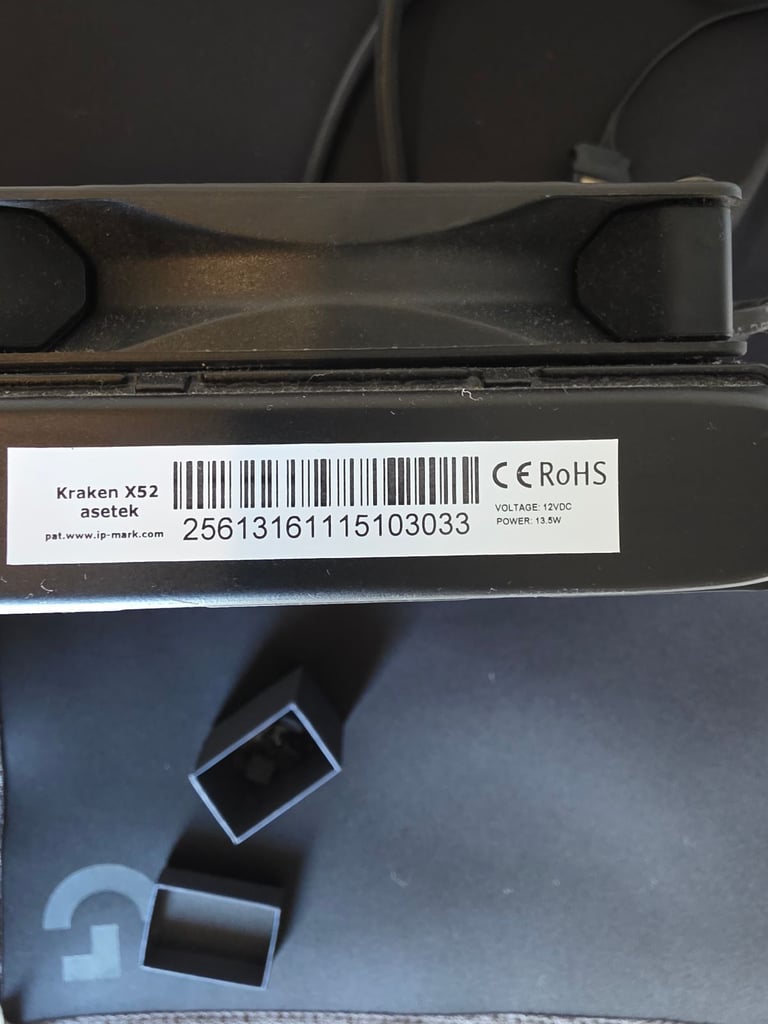 Kraken X52
asetek
pat.www.ip-mark.com
25613161115103033
CE RoHS
VOLTAGE: 12VDC
POWER: 13.5W
G